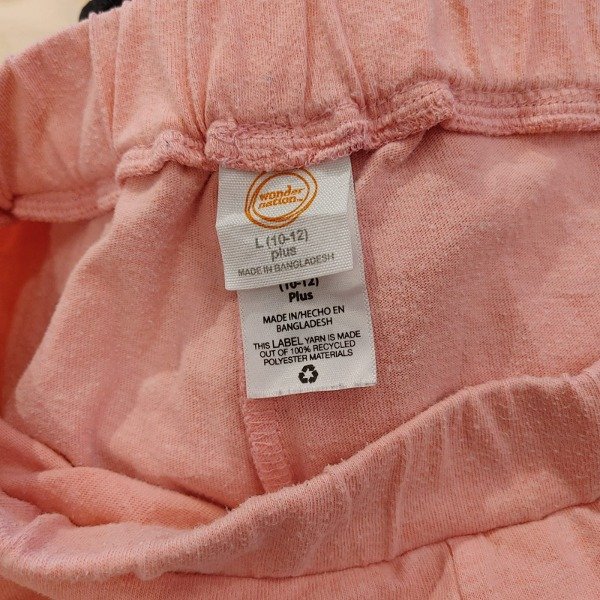 wonder
nation™
L (10-12)
plus
MADE IN BANGLADESH
(10-12)
Plus
MADE IN/HECHO EN
BANGLADESH
THIS LABEL YARN IS MADE
OUT OF 100% RECYCLED
POLYESTER MATERIALS